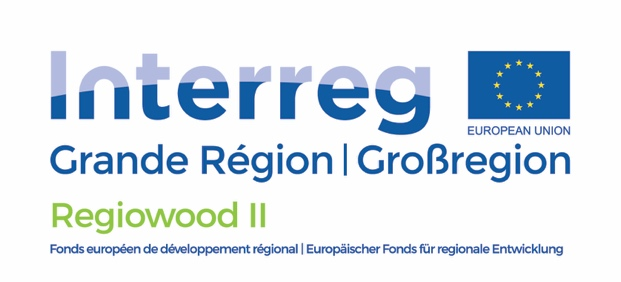 Interreg
EUROPEAN UNION
Grande Région | Großregion
Regiowood II
Fonds européen de développement régional | Europäischer Fonds für regionale Entwicklung